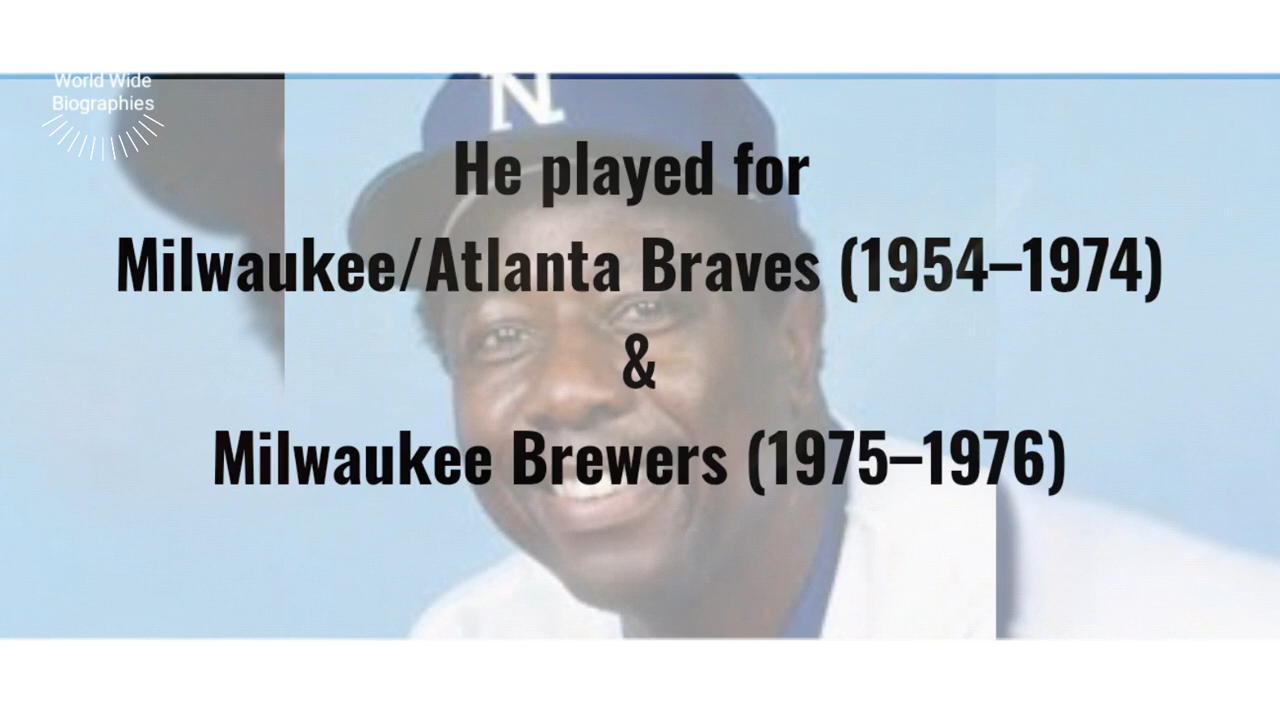 World Wide
Biographies
N
He played for
Milwaukee/Atlanta Braves (1954–1974)
&
Milwaukee Brewers (1975–1976)